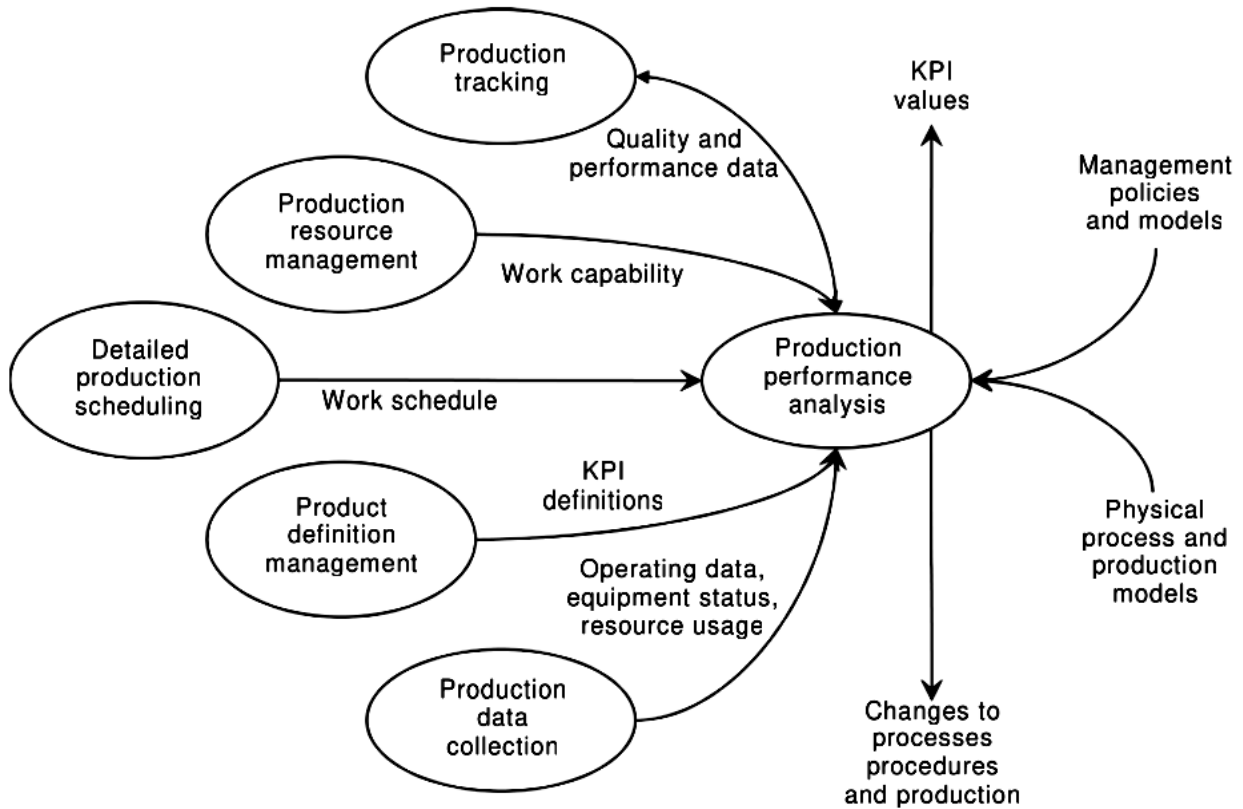 Production
tracking
KPI
values
Quality and
performance data
Management
policies
and models
Production
resource
management
Work capability
Detailed
production
scheduling
Work schedule
Production
performance
analysis
KPI
definitions
Product
definition
management
Physical
process and
production
models
Operating data,
equipment status,
resource usage
Production
data
collection
Changes to
processes
procedures
and production